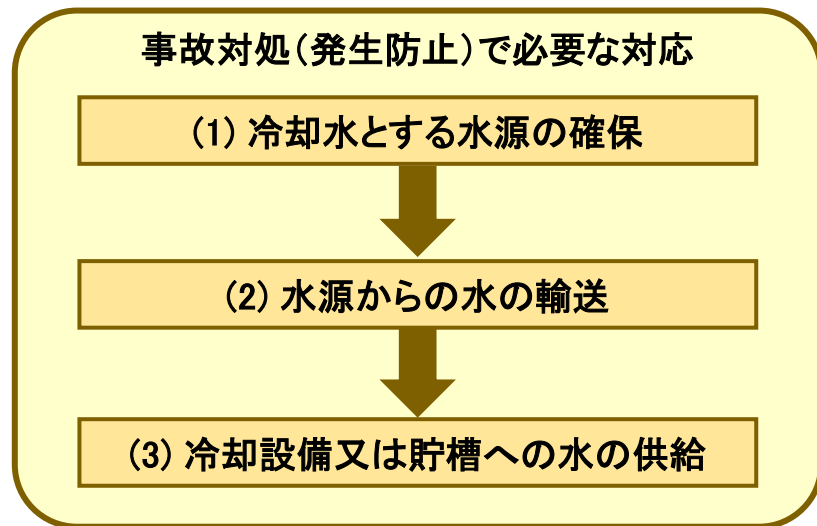 事故対処(発生防止)で必要な対応
(1) 冷却水とする水源の確保
(2) 水源からの水の輸送
(3) 冷却設備又は貯槽への水の供給